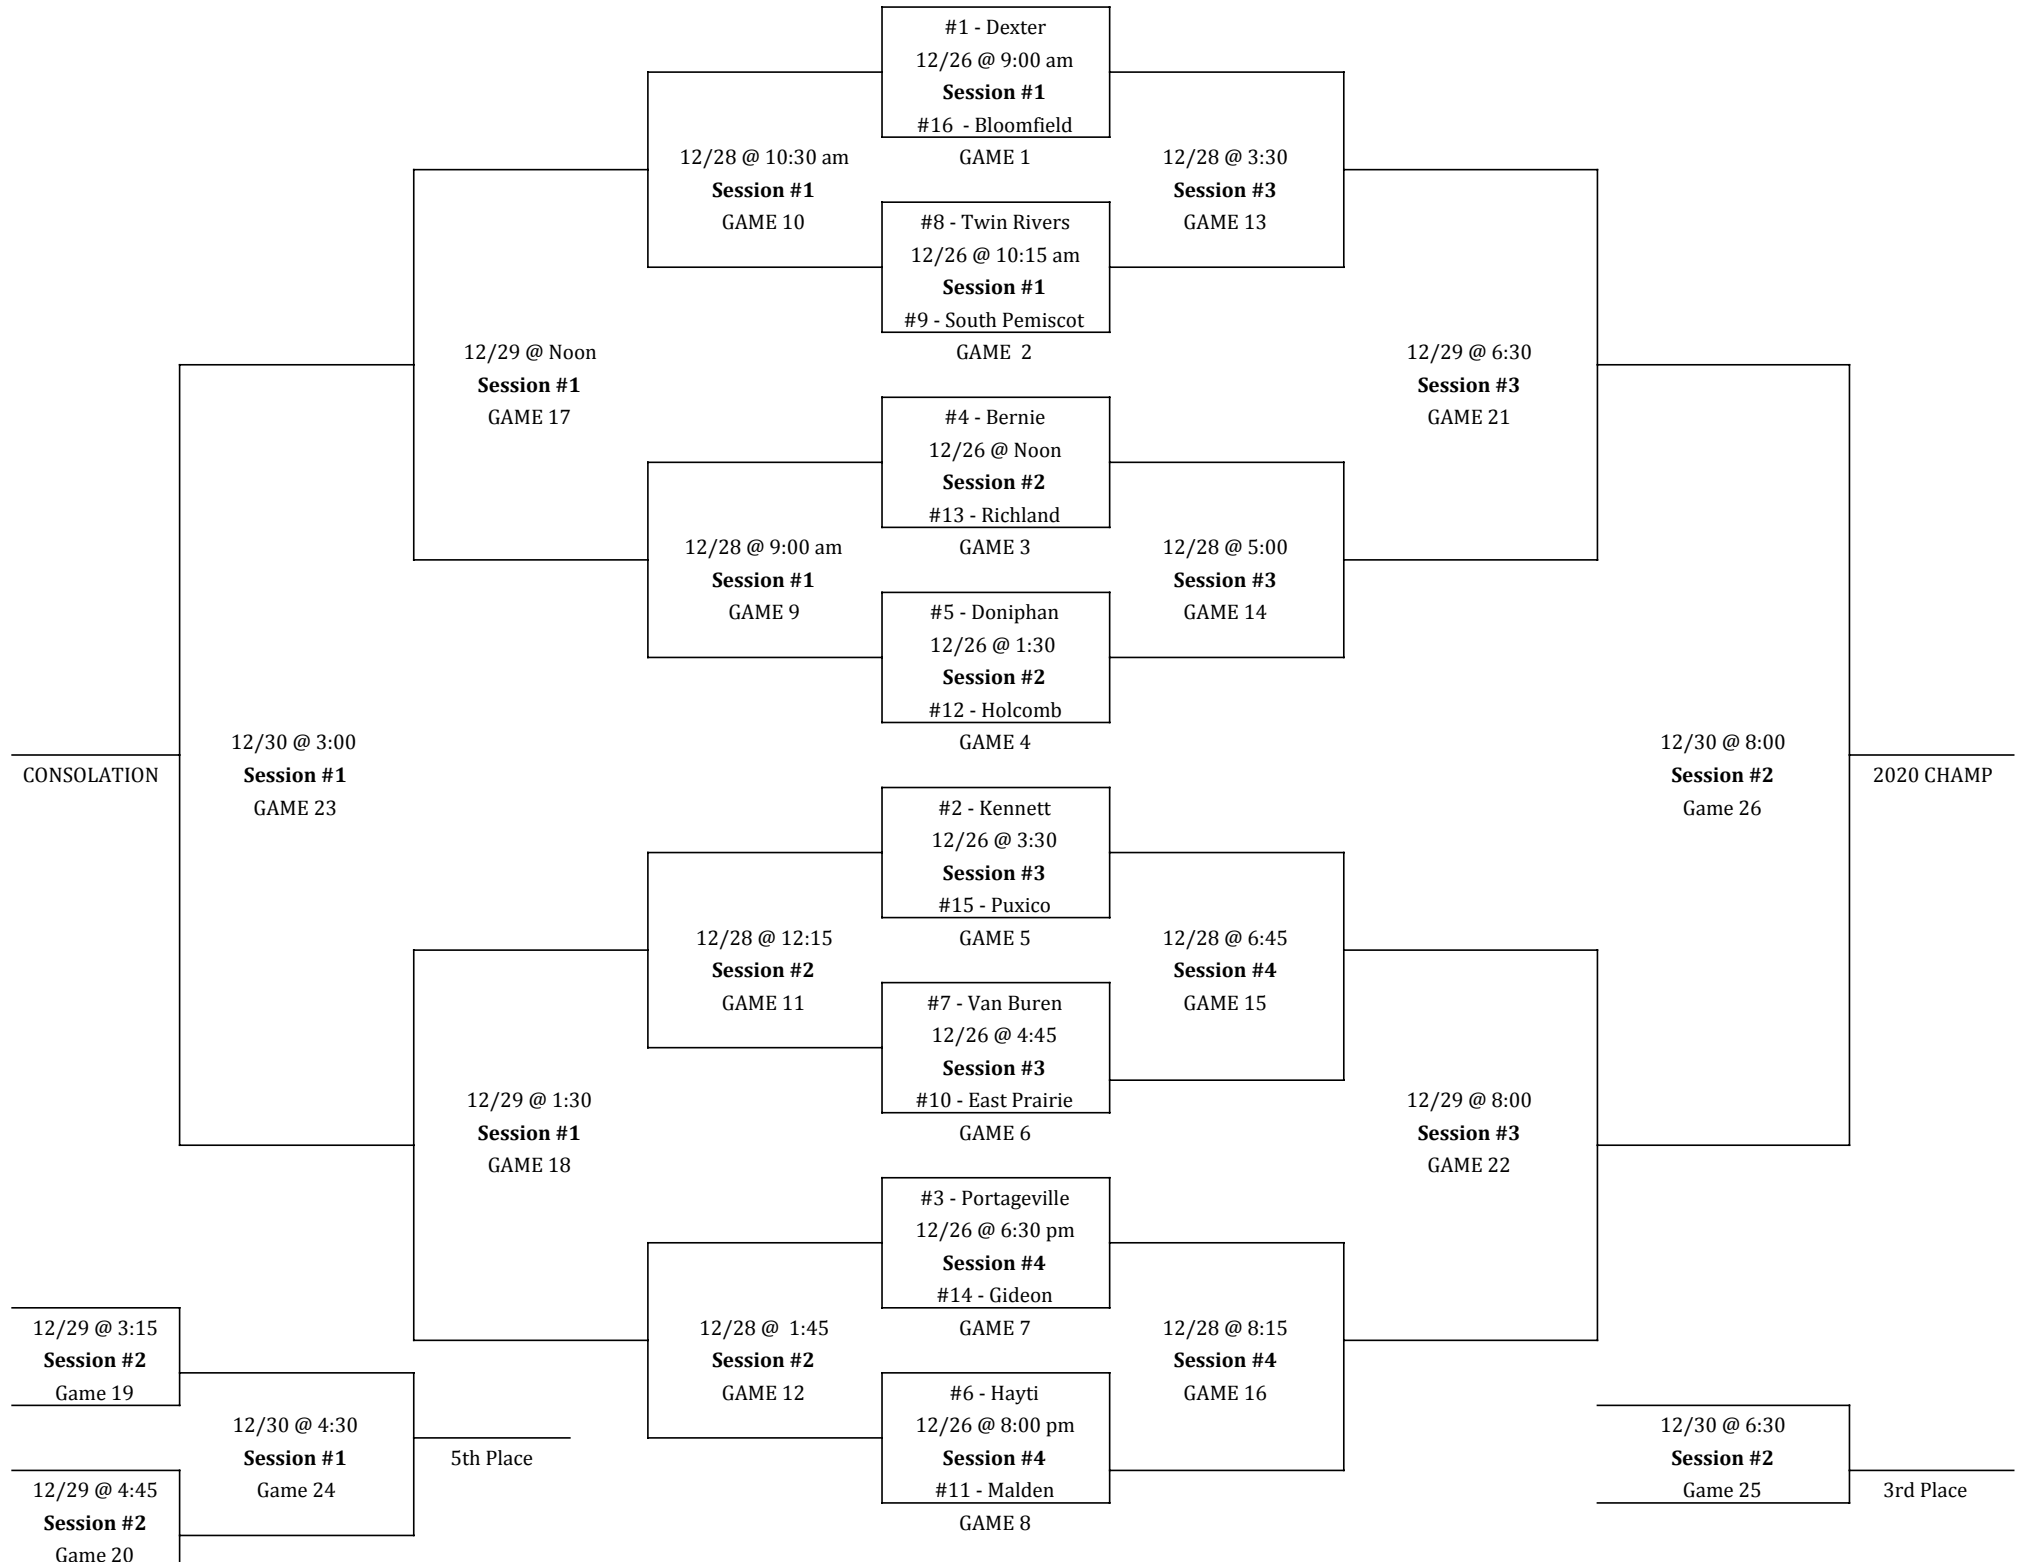 #1 - Dexter
12/26 @ 9:00 am
Session #1
#16 - Bloomfield
GAME 1
12/28 @ 10:30 am
Session #1
GAME 10
12/28 @ 3:30
Session #3
GAME 13
#8 - Twin Rivers
12/26 @ 10:15 am
Session #1
#9 - South Pemiscot
GAME 2
12/29 @ Noon
Session #1
GAME 17
12/29 @ 6:30
Session #3
GAME 21
#4 - Bernie
12/26 @ Noon
Session #2
#13 - Richland
GAME 3
12/28 @ 9:00 am
Session #1
GAME 9
12/28 @ 5:00
Session #3
GAME 14
#5 - Doniphan
12/26 @ 1:30
Session #2
#12 - Holcomb
GAME 4
CONSOLATION
12/30 @ 3:00
Session #1
GAME 23
12/30 @ 8:00
Session #2
Game 26
2020 CHAMP
#2 - Kennett
12/26 @ 3:30
Session #3
#15 - Puxico
GAME 5
12/28 @ 12:15
Session #2
GAME 11
12/28 @ 6:45
Session #4
GAME 15
#7 - Van Buren
12/26 @ 4:45
Session #3
#10 - East Prairie
GAME 6
12/29 @ 1:30
Session #1
GAME 18
12/29 @ 8:00
Session #3
GAME 22
#3 - Portageville
12/26 @ 6:30 pm
Session #4
#14 - Gideon
GAME 7
12/28 @ 1:45
Session #2
GAME 12
12/28 @ 8:15
Session #4
GAME 16
#6 - Hayti
12/26 @ 8:00 pm
Session #4
#11 - Malden
GAME 8
12/29 @ 3:15
Session #2
Game 19
12/30 @ 4:30
Session #1
Game 24
5th Place
12/29 @ 4:45
Session #2
Game 20
12/30 @ 6:30
Session #2
Game 25
3rd Place